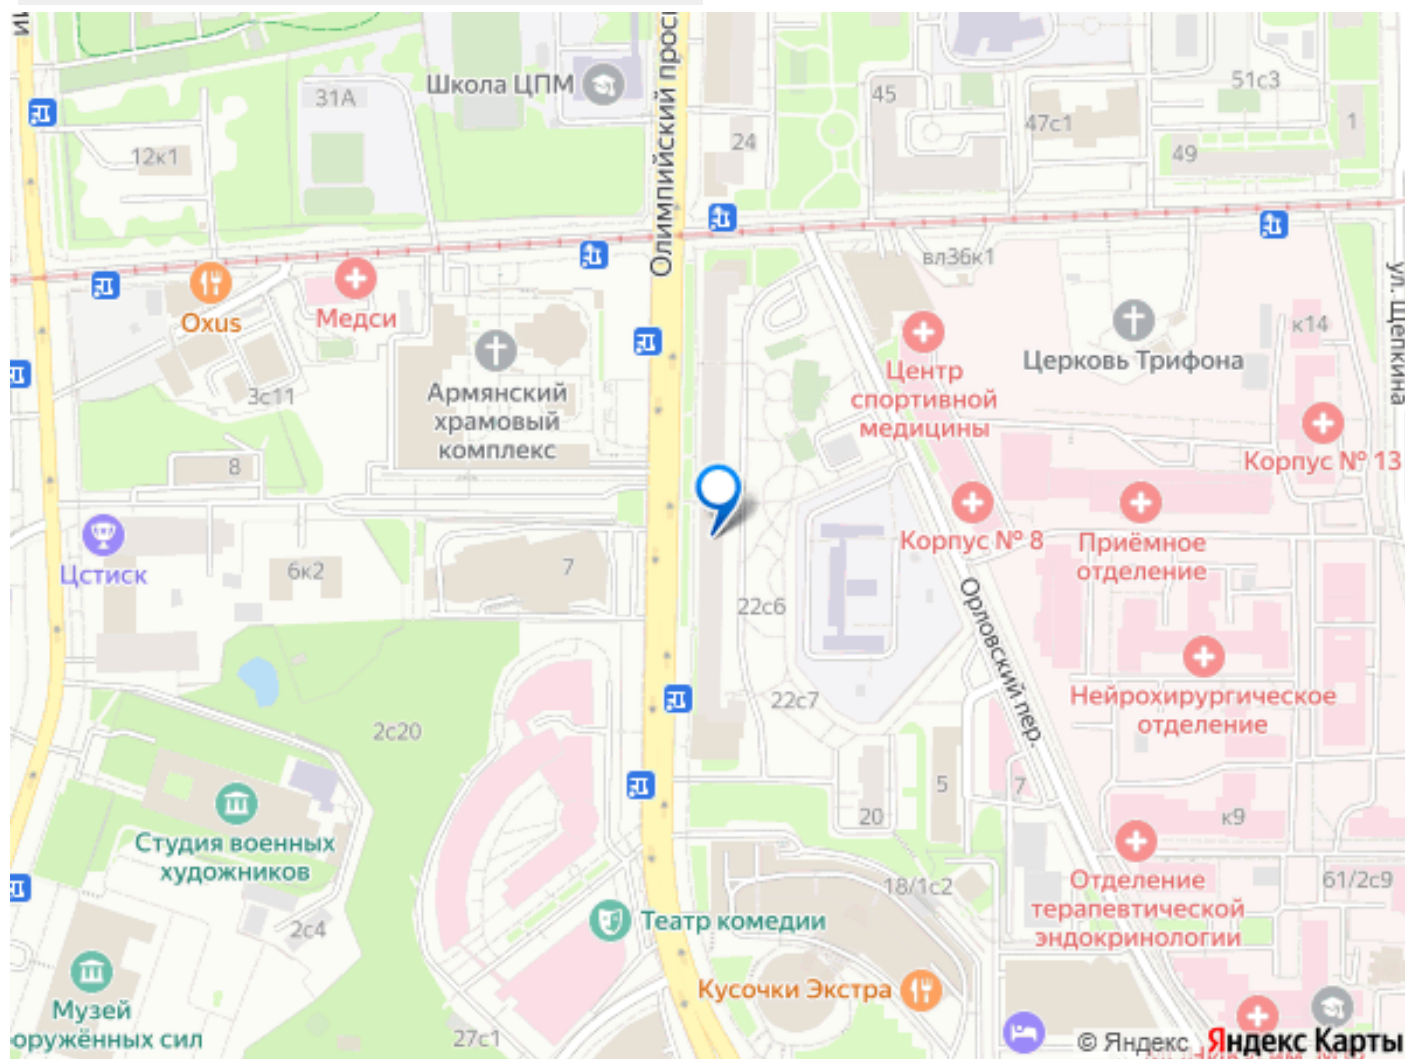 Олимпийский прос
Школа ЦПМ
31А
12к1
24
45
47с1
51с3
49
1
вл36к1
ул. Щепкина
Oxus
Медси
3с11
8
Армянский
храмовый
комплекс
Центр
спортивной
медицины
Церковь Трифона
к14
Корпус № 13
Цстиск
6к2
7
22с6
Корпус № 8
Приёмное
отделение
Орловский пер.
Нейрохирургическое
отделение
22с7
2с20
5
7
20
к9
Студия военных
художников
18/1с2
Отделение
терапевтической
эндокринологии
61/2с9
2с4
Театр комедии
Кусочки Экстра
Музей
оружённых сил
27с1
© Яндекс Яндекс Карты